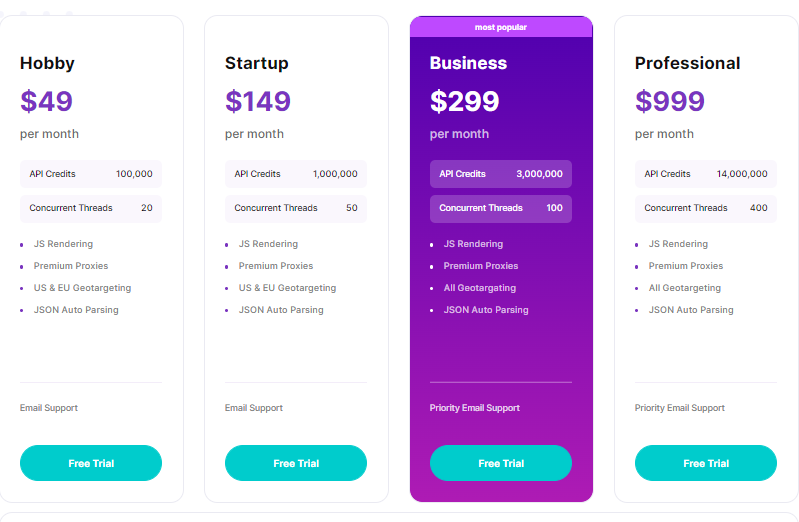 Hobby
$49
per month
API Credits 100,000
Concurrent Threads 20
JS Rendering
Premium Proxies
US & EU Geotargeting
JSON Auto Parsing
Email Support
Free Trial
Startup
$149
per month
API Credits 1,000,000
Concurrent Threads 50
JS Rendering
Premium Proxies
US & EU Geotargeting
JSON Auto Parsing
Email Support
Free Trial
most popular
Business
$299
per month
API Credits 3,000,000
Concurrent Threads 100
JS Rendering
Premium Proxies
All Geotargating
JSON Auto Parsing
Priority Email Support
Free Trial
Professional
$999
per month
API Credits 14,000,000
Concurrent Threads 400
JS Rendering
Premium Proxies
All Geotargeting
JSON Auto Parsing
Priority Email Support
Free Trial